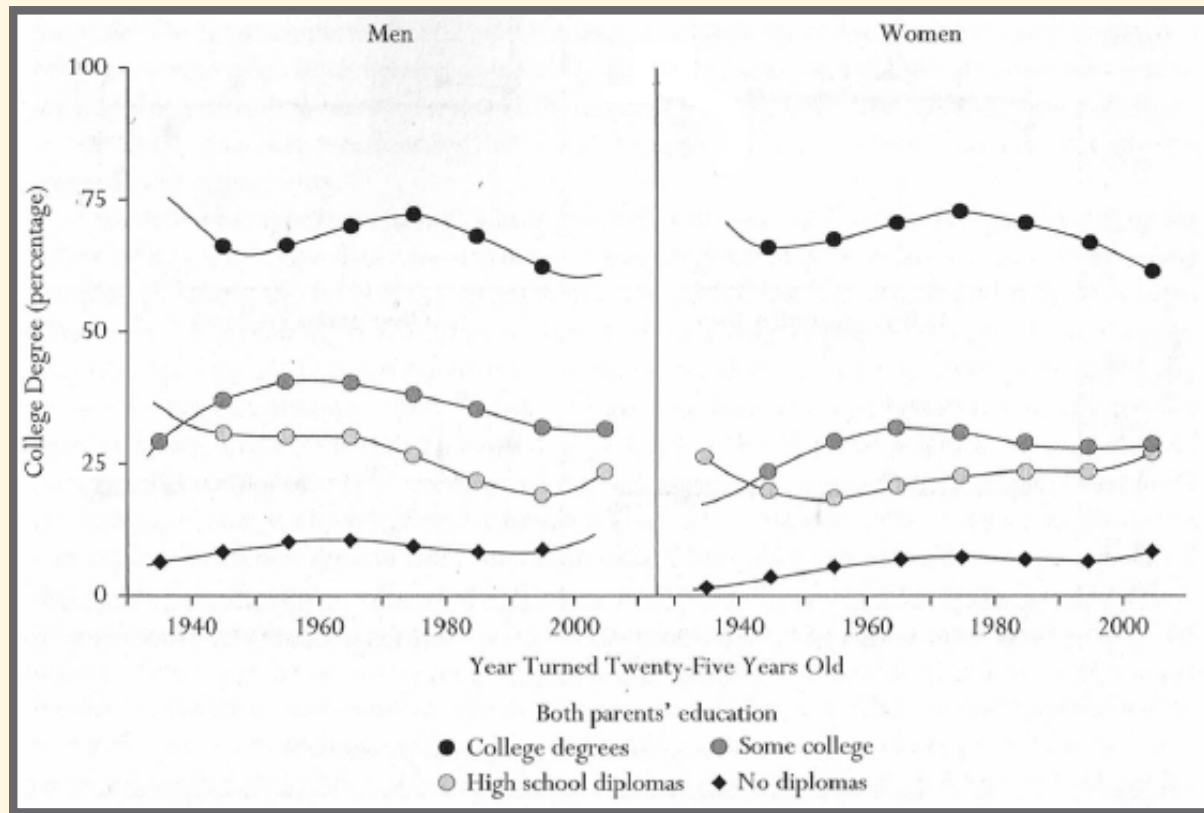 Men
Women
100
75
50
25
0
College Degree (percentage)
1940 1960 1980 2000
1940 1960 1980 2000
Year Turned Twenty-Five Years Old
Both parents' education
College degrees
Some college
High school diplomas
No diplomas